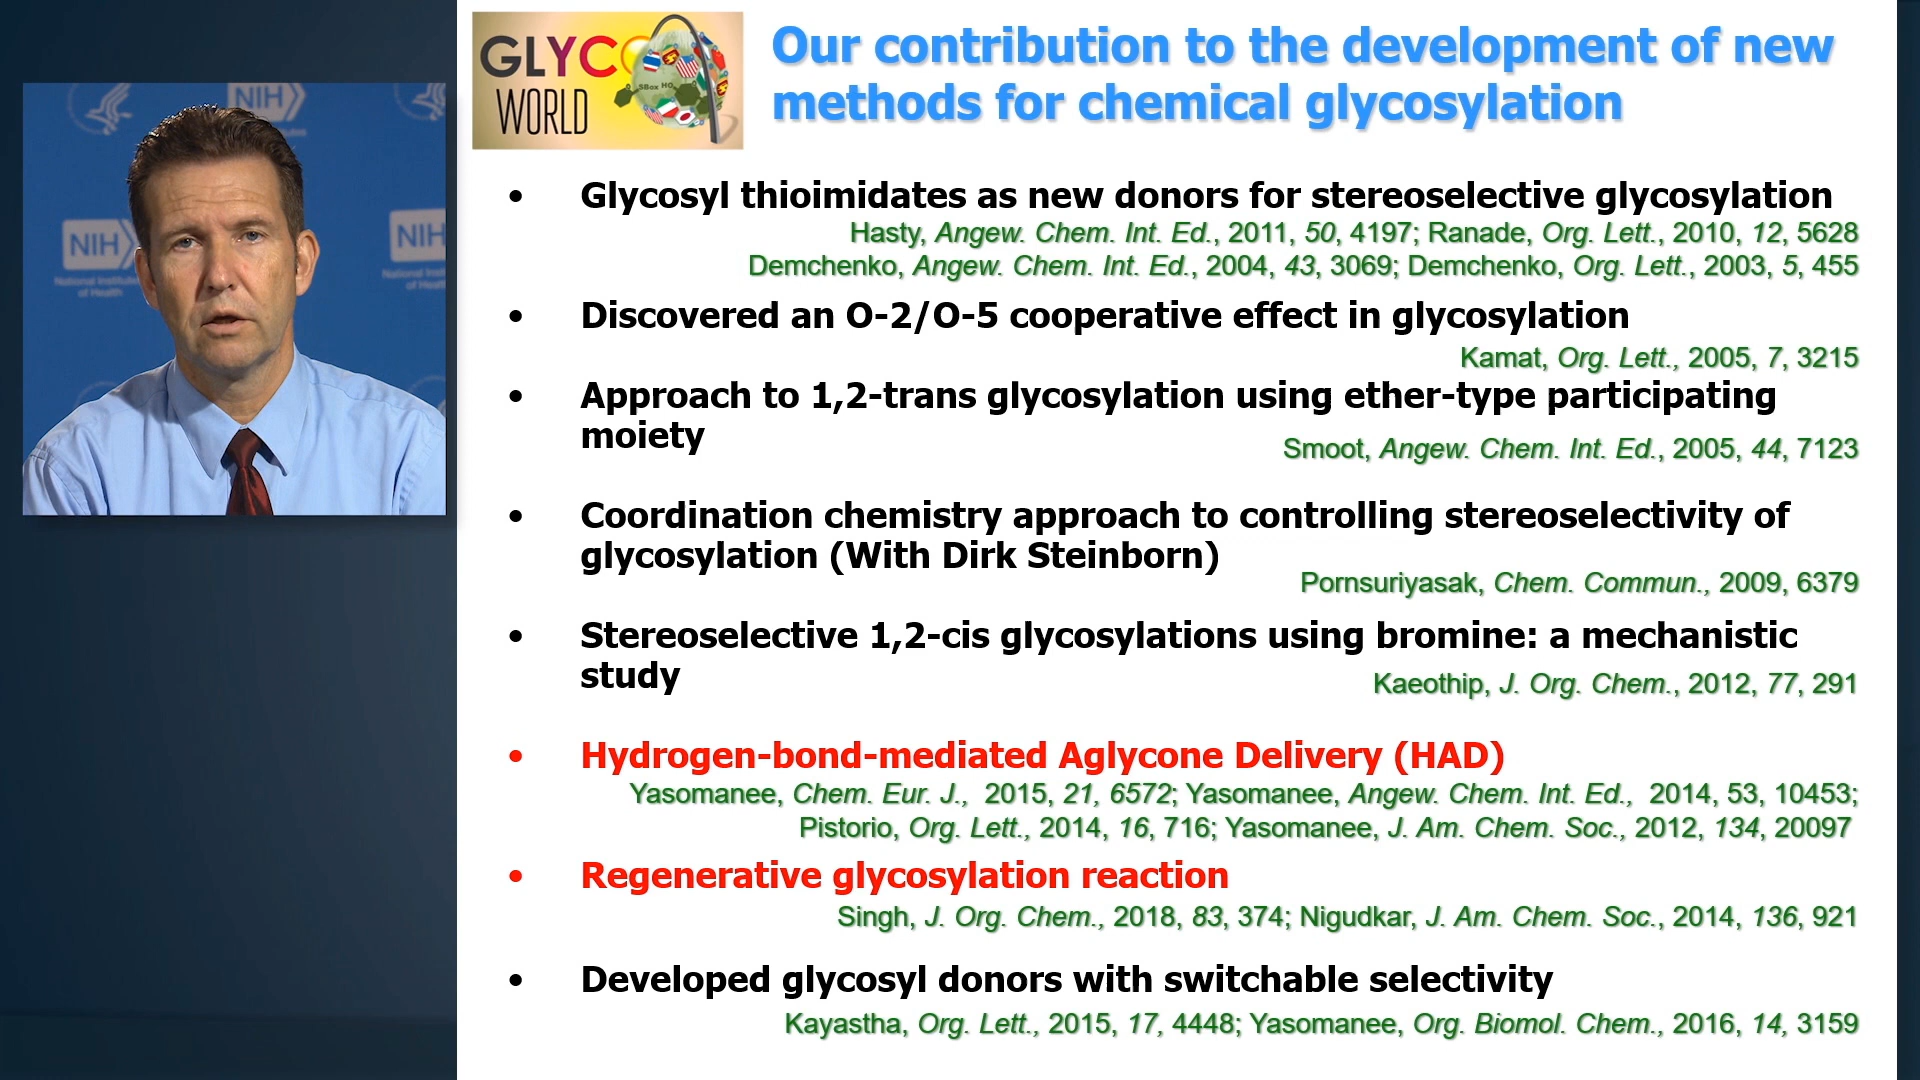 NIH
NIH
National Institutes
of Health
NIH
GLYCO
WORLD
SBox HO
Our contribution to the development of new
methods for chemical glycosylation
• Glycosyl thioimidates as new donors for stereoselective glycosylation
Hasty, Angew. Chem. Int. Ed., 2011, 50, 4197; Ranade, Org. Lett., 2010, 12, 5628
Demchenko, Angew. Chem. Int. Ed., 2004, 43, 3069; Demchenko, Org. Lett., 2003, 5, 455
• Discovered an O-2/O-5 cooperative effect in glycosylation
Kamat, Org. Lett., 2005, 7, 3215
• Approach to 1,2-trans glycosylation using ether-type participating
moiety
Smoot, Angew. Chem. Int. Ed., 2005, 44, 7123
• Coordination chemistry approach to controlling stereoselectivity of
glycosylation (With Dirk Steinborn)
Pornsuriyasak, Chem. Commun., 2009, 6379
• Stereoselective 1,2-cis glycosylations using bromine: a mechanistic
study
Kaeothip, J. Org. Chem., 2012, 77, 291
• Hydrogen-bond-mediated Aglycone Delivery (HAD)
Yasomanee, Chem. Eur. J., 2015, 21, 6572; Yasomanee, Angew. Chem. Int. Ed., 2014, 53, 10453;
Pistorio, Org. Lett., 2014, 16, 716; Yasomanee, J. Am. Chem. Soc., 2012, 134, 20097
• Regenerative glycosylation reaction
Singh, J. Org. Chem., 2018, 83, 374; Nigudkar, J. Am. Chem. Soc., 2014, 136, 921
• Developed glycosyl donors with switchable selectivity
Kayastha, Org. Lett., 2015, 17, 4448; Yasomanee, Org. Biomol. Chem., 2016, 14, 3159